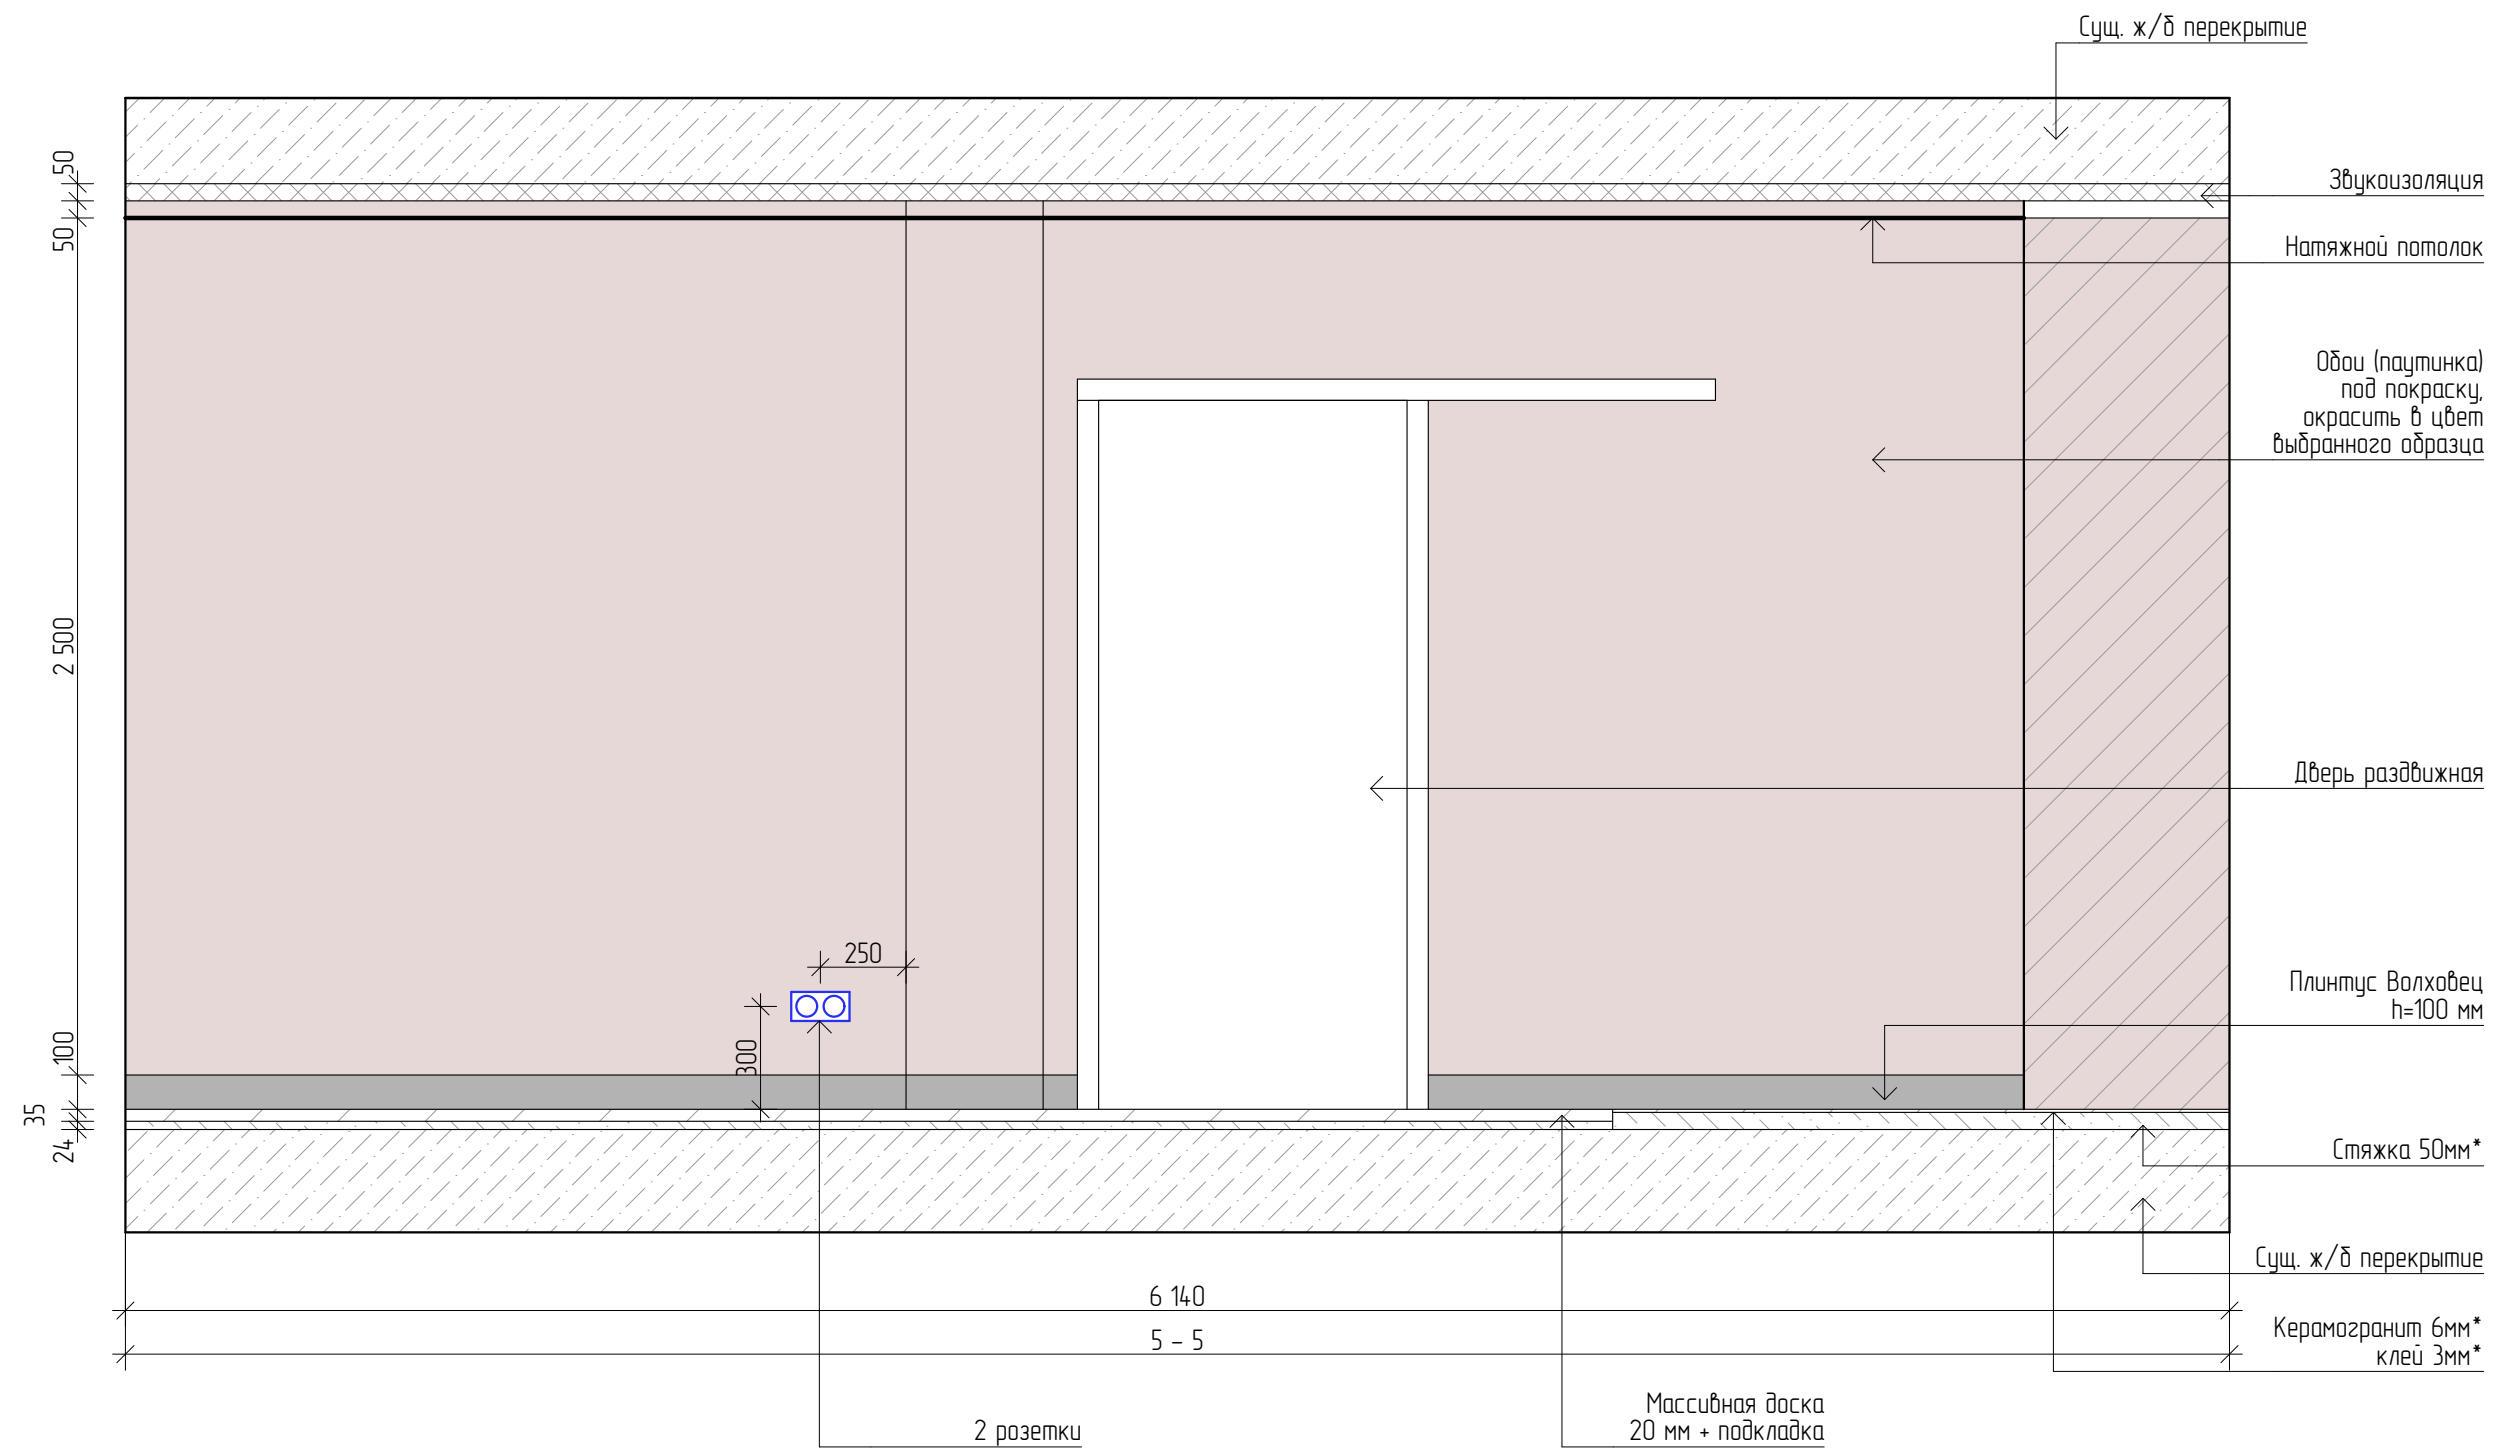 Сущ. ж/б перекрытие
50
Звукоизоляция
50
Натяжной потолок
Обои (паутинка)
под покраску,
окрасить в цвет
выбранного образца
2 500
Дверь раздвижная
250
Плинтус Волховец
h=100 мм
100
300
35
24
Стяжка 50мм*
Сущ. ж/б перекрытие
6 140
Керамогранит 6мм*
клей 3мм*
5 – 5
Массивная доска
20 мм + подкладка
2 розетки